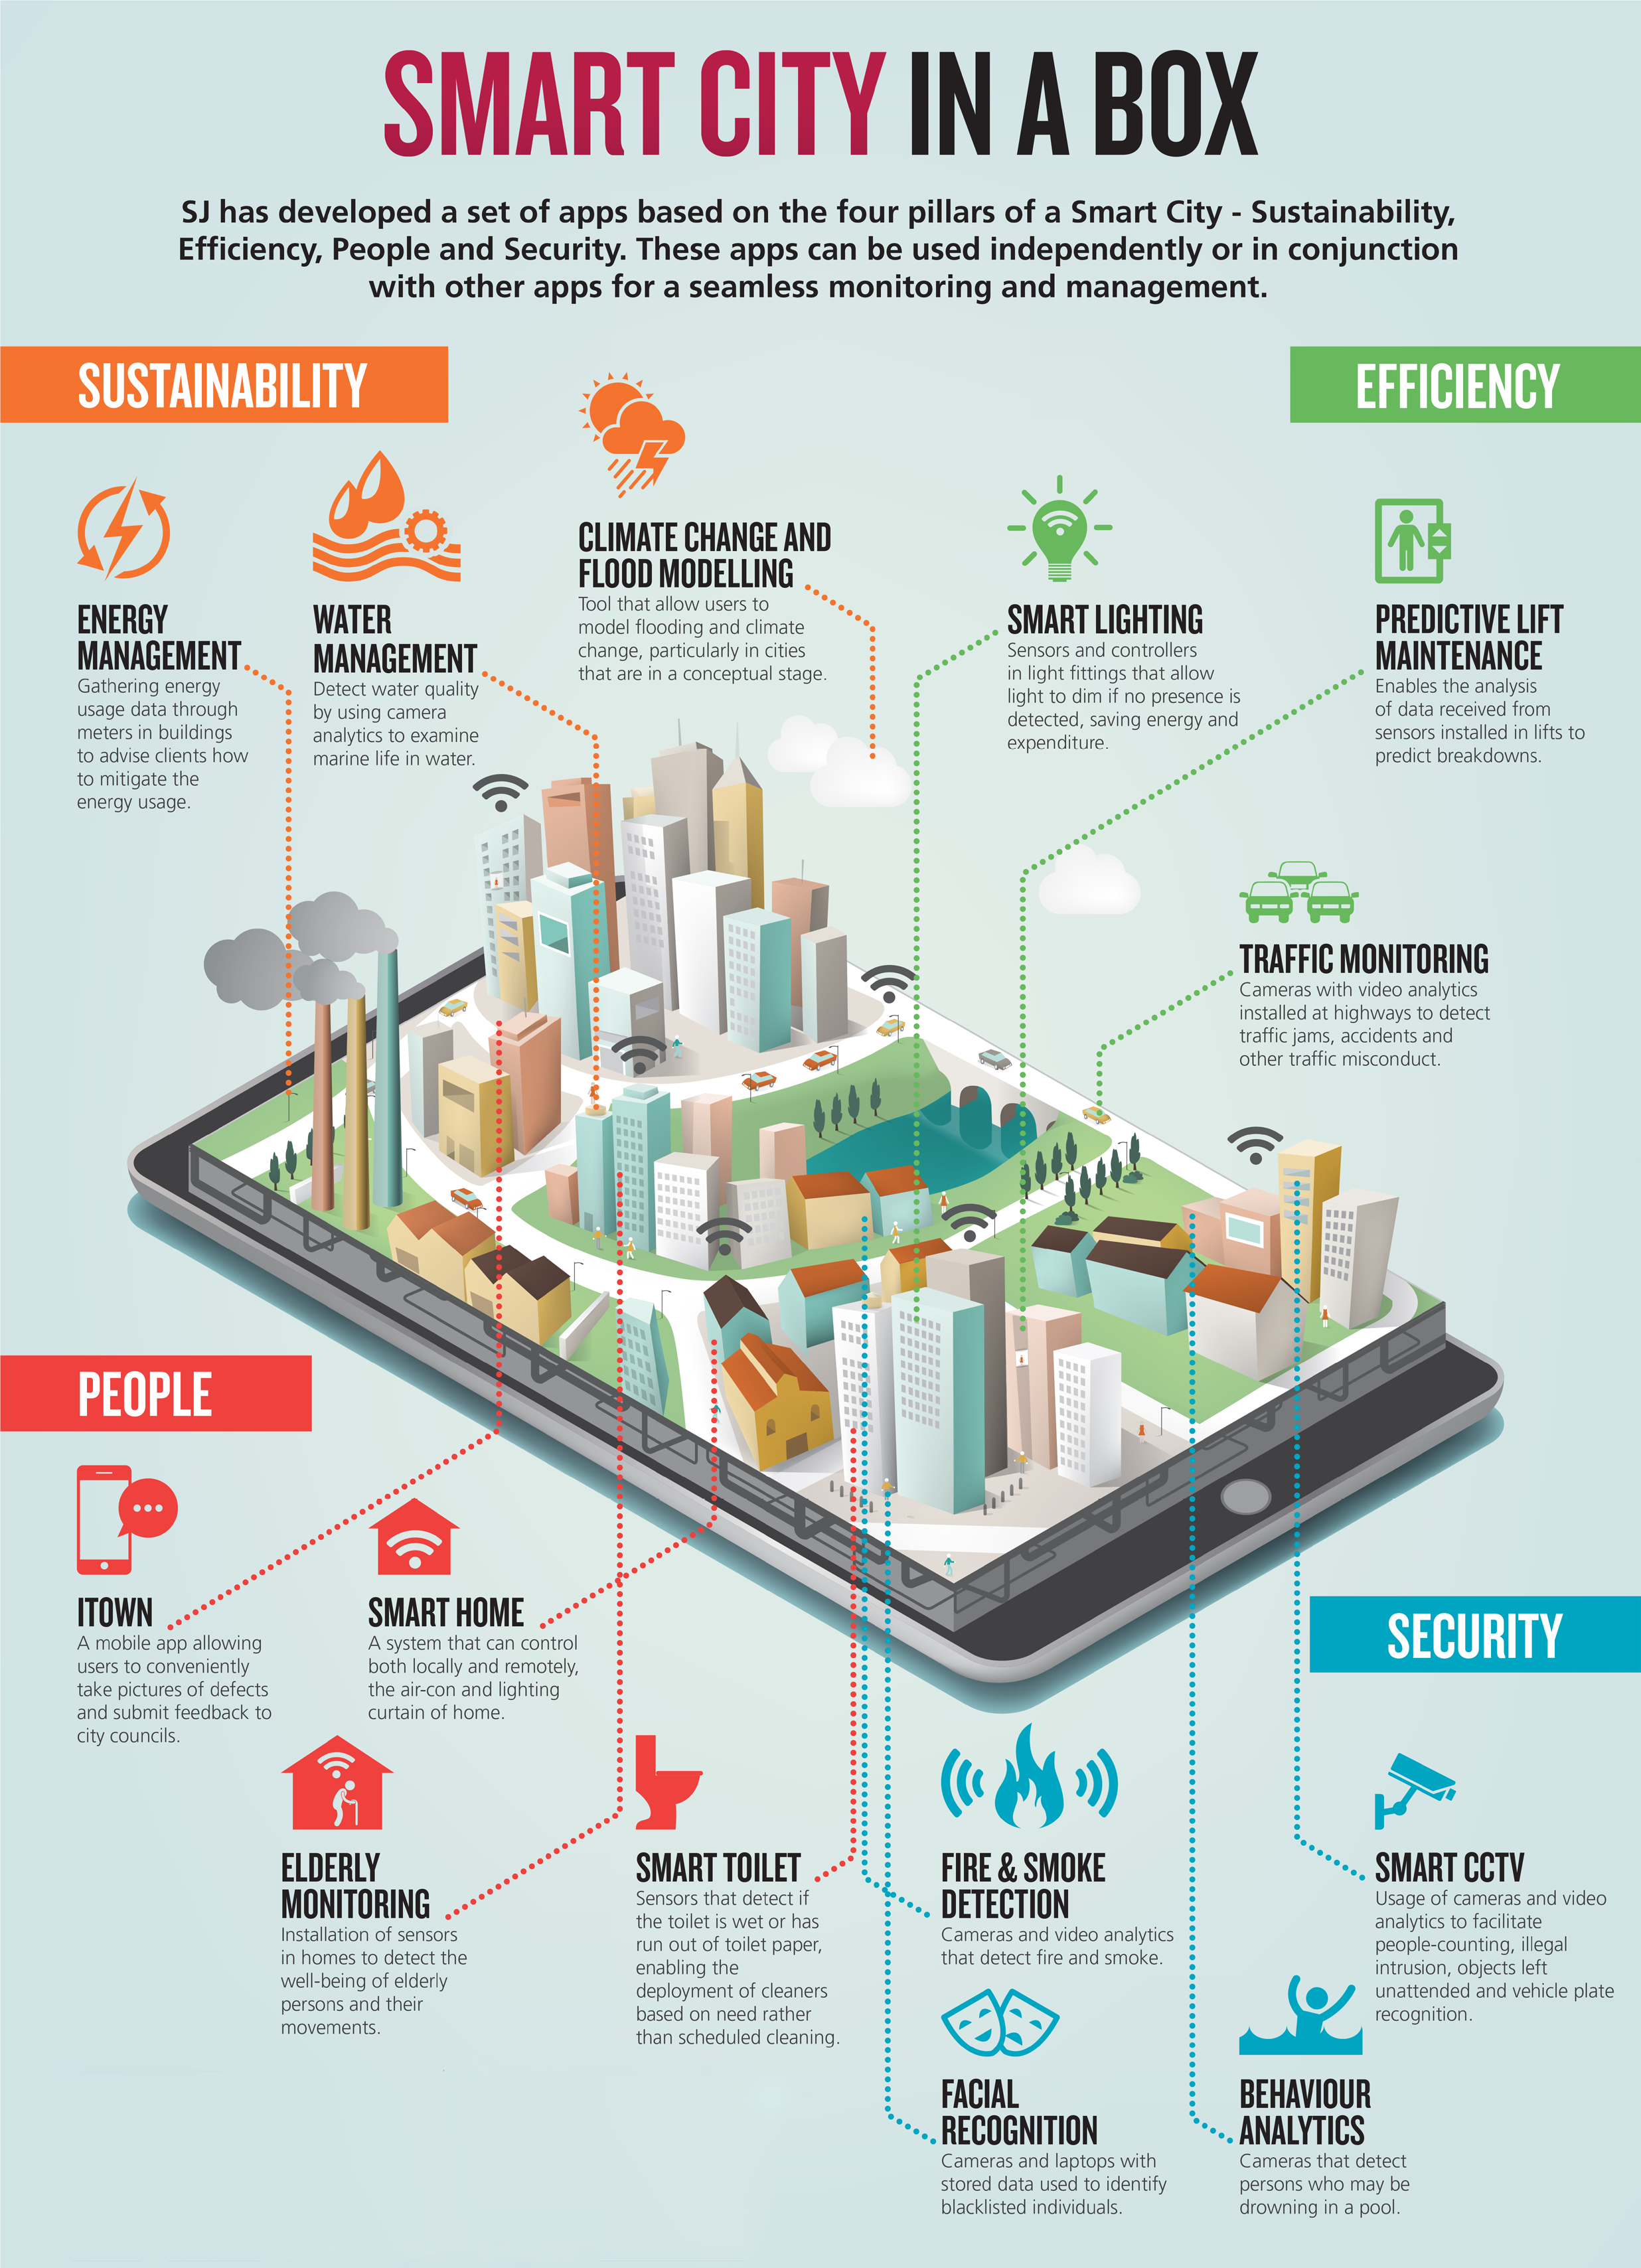 SMART CITY IN A BOX
SJ has developed a set of apps based on the four pillars of a Smart City - Sustainability,
Efficiency, People and Security. These apps can be used independently or in conjunction
with other apps for a seamless monitoring and management.
SUSTAINABILITY
ENERGY
MANAGEMENT
Gathering energy
usage data through
meters in buildings
to advise clients how
to mitigate the
energy usage.
WATER
MANAGEMENT
Detect water quality
by using camera
analytics to examine
marine life in water.
CLIMATE CHANGE AND
FLOOD MODELLING
Tool that allow users to
model flooding and climate
change, particularly in cities
that are in a conceptual stage.
EFFICIENCY
SMART LIGHTING
Sensors and controllers
in light fittings that allow
light to dim if no presence is
detected, saving energy and
expenditure.
PREDICTIVE LIFT
MAINTENANCE
Enables the analysis
of data received from
sensors installed in lifts to
predict breakdowns.
TRAFFIC MONITORING
Cameras with video analytics
installed at highways to detect
traffic jams, accidents and
other traffic misconduct.
PEOPLE
ITOWN
A mobile app allowing
users to conveniently
take pictures of defects
and submit feedback to
city councils.
SMART HOME
A system that can control
both locally and remotely,
the air-con and lighting
curtain of home.
ELDERLY
MONITORING
Installation of sensors
in homes to detect the
well-being of elderly
persons and their
movements.
SMART TOILET
Sensors that detect if
the toilet is wet or has
run out of toilet paper,
enabling the
deployment of cleaners
based on need rather
than scheduled cleaning.
SECURITY
FIRE & SMOKE
DETECTION
Cameras and video analytics
that detect fire and smoke.
SMART CCTV
Usage of cameras and video
analytics to facilitate
people-counting, illegal
intrusion, objects left
unattended and vehicle plate
recognition.
FACIAL
RECOGNITION
Cameras and laptops with
stored data used to identify
blacklisted individuals.
BEHAVIOUR
ANALYTICS
Cameras that detect
persons who may be
drowning in a pool.